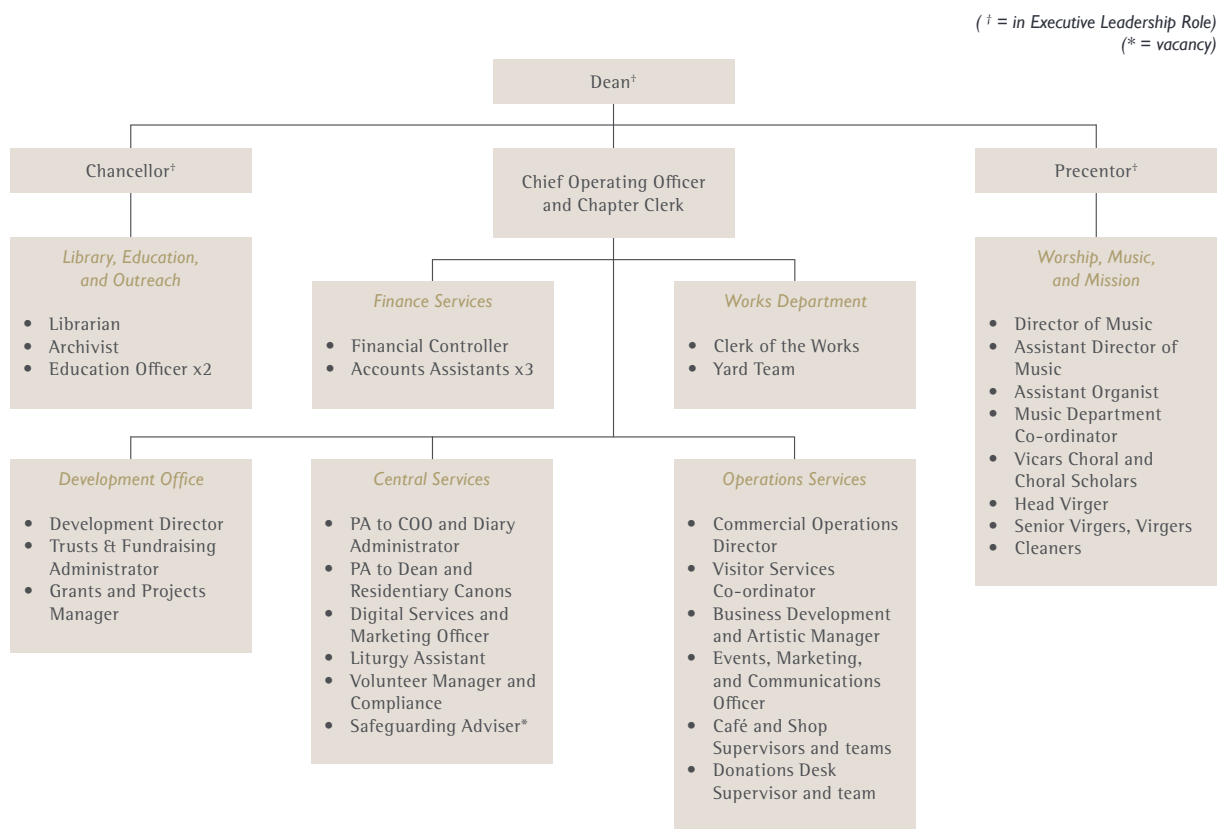 ( † = in Executive Leadership Role)
(* = vacancy)
Dean†
Chancellor†
Chief Operating Officer
and Chapter Clerk
Precentor†
Library, Education,
and Outreach
• Librarian
• Archivist
• Education Officer x2
Finance Services
• Financial Controller
• Accounts Assistants x3
Works Department
• Clerk of the Works
• Yard Team
Worship, Music,
and Mission
• Director of Music
• Assistant Director of
Music
• Assistant Organist
• Music Department
Co-ordinator
• Vicars Choral and
Choral Scholars
• Head Virger
• Senior Virgers, Virgers
• Cleaners
Development Office
• Development Director
• Trusts & Fundraising
Administrator
• Grants and Projects
Manager
Central Services
• PA to COO and Diary
Administrator
• PA to Dean and
Residentiary Canons
• Digital Services and
Marketing Officer
• Liturgy Assistant
• Volunteer Manager and
Compliance
• Safeguarding Adviser*
Operations Services
• Commercial Operations
Director
• Visitor Services
Co-ordinator
• Business Development
and Artistic Manager
• Events, Marketing,
and Communications
Officer
• Café and Shop
Supervisors and teams
• Donations Desk
Supervisor and team